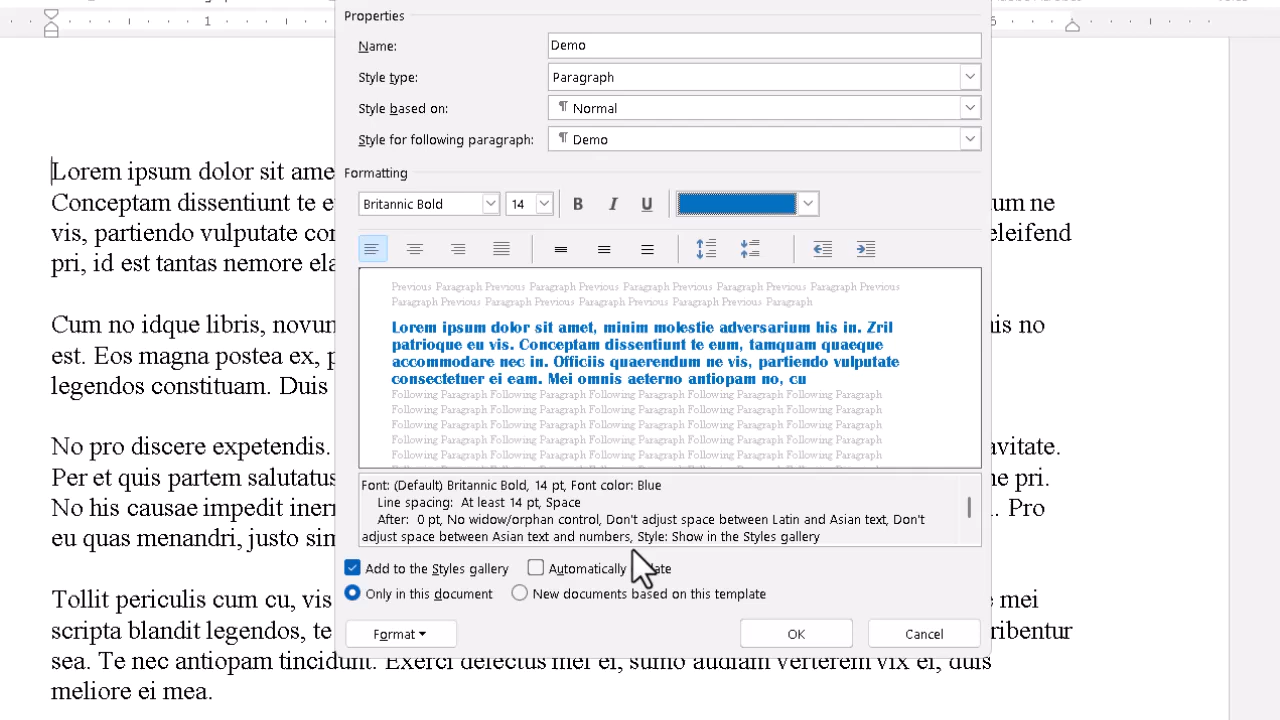 1
Properties
Name: Demo
Style type: Paragraph
Style based on: ¶ Normal
Style for following paragraph: ¶ Demo
Lorem ipsum dolor sit ame
Formatting
Conceptam dissentiunt te e um ne
Britannic Bold 14 B I U
vis, partiendo vulputate con eleifend
pri, id est tantas nemore ela
Previous Paragraph Previous Paragraph Previous Paragraph Previous Paragraph Previous
Paragraph Previous Paragraph Previous Paragraph Previous Paragraph
Lorem ipsum dolor sit amet, minim molestie adversarium his in. Zril
patrioque eu vis. Conceptam dissentiunt te eum, tamquam quaeque
accommodare nec in. Officiis quaerendum ne vis, partiendo vulputate
consectetuer ei eam. Mei omnis aeterno antiopam no, cu
Following Paragraph Following Paragraph Following Paragraph Following Paragraph Following Paragraph
Following Paragraph Following Paragraph Following Paragraph Following Paragraph Following Paragraph
Following Paragraph Following Paragraph Following Paragraph Following Paragraph Following Paragraph
Following Paragraph Following Paragraph Following Paragraph Following Paragraph Following Paragraph
Following Paragraph Following Paragraph Following Paragraph Following Paragraph Following Paragraph
Cum no idque libris, novun nis no
est. Eos magna postea ex, p
legendos constituam. Duis
No pro discere expetendis. avitate.
Per et quis partem salutatus ne pri.
No his causae impedit iner . Pro
eu quas menandri, justo sin
Font: (Default) Britannic Bold, 14 pt, Font color: Blue
Line spacing: At least 14 pt, Space
After: 0 pt, No widow/orphan control, Don't adjust space between Latin and Asian text, Don't
adjust space between Asian text and numbers, Style: Show in the Styles gallery
Add to the Styles gallery Automatically
Only in this document New documents based on this template
Format OK Cancel
Tollit periculis cum cu, vis e mei
scripta blandit legendos, te ribentur
sea. Te nec antiopam tincidunt. Exerci delectus mei ei, sumo audiam verterem vix ei, duis
meliore ei mea.